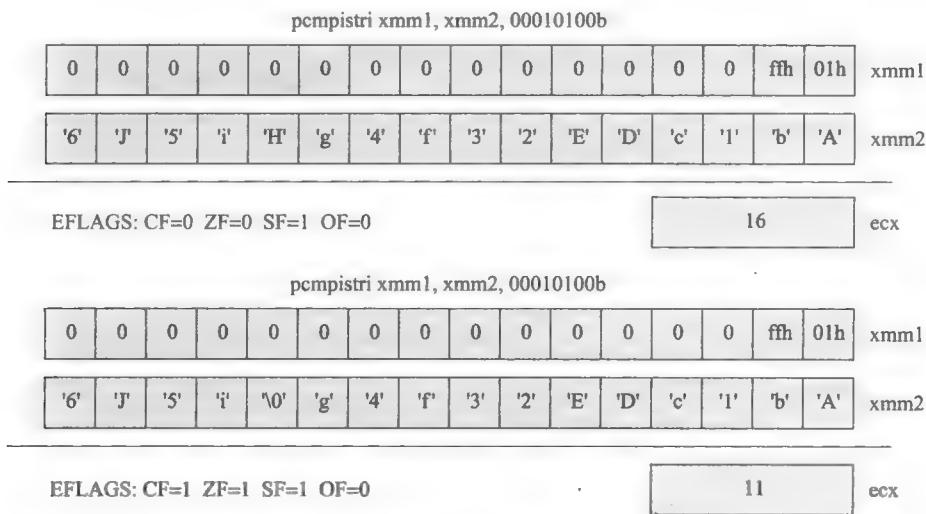 pcmpistri xmm1, xmm2, 00010100b
0 0 0 0 0 0 0 0 0 0 0 0 0 0 ffh 01h xmm1
'6' 'J' '5' 'i' 'H' 'g' '4' 'f' '3' '2' 'E' 'D' 'c' '1' 'b' 'A' xmm2
EFLAGS: CF=0 ZF=0 SF=1 OF=0 16 ecx
pcmpistri xmm1, xmm2, 00010100b
0 0 0 0 0 0 0 0 0 0 0 0 0 0 ffh 01h xmm1
'6' 'J' '5' 'i' '\0' 'g' '4' 'f' '3' '2' 'E' 'D' 'c' '1' 'b' 'A' xmm2
EFLAGS: CF=1 ZF=1 SF=1 OF=0 11 ecx